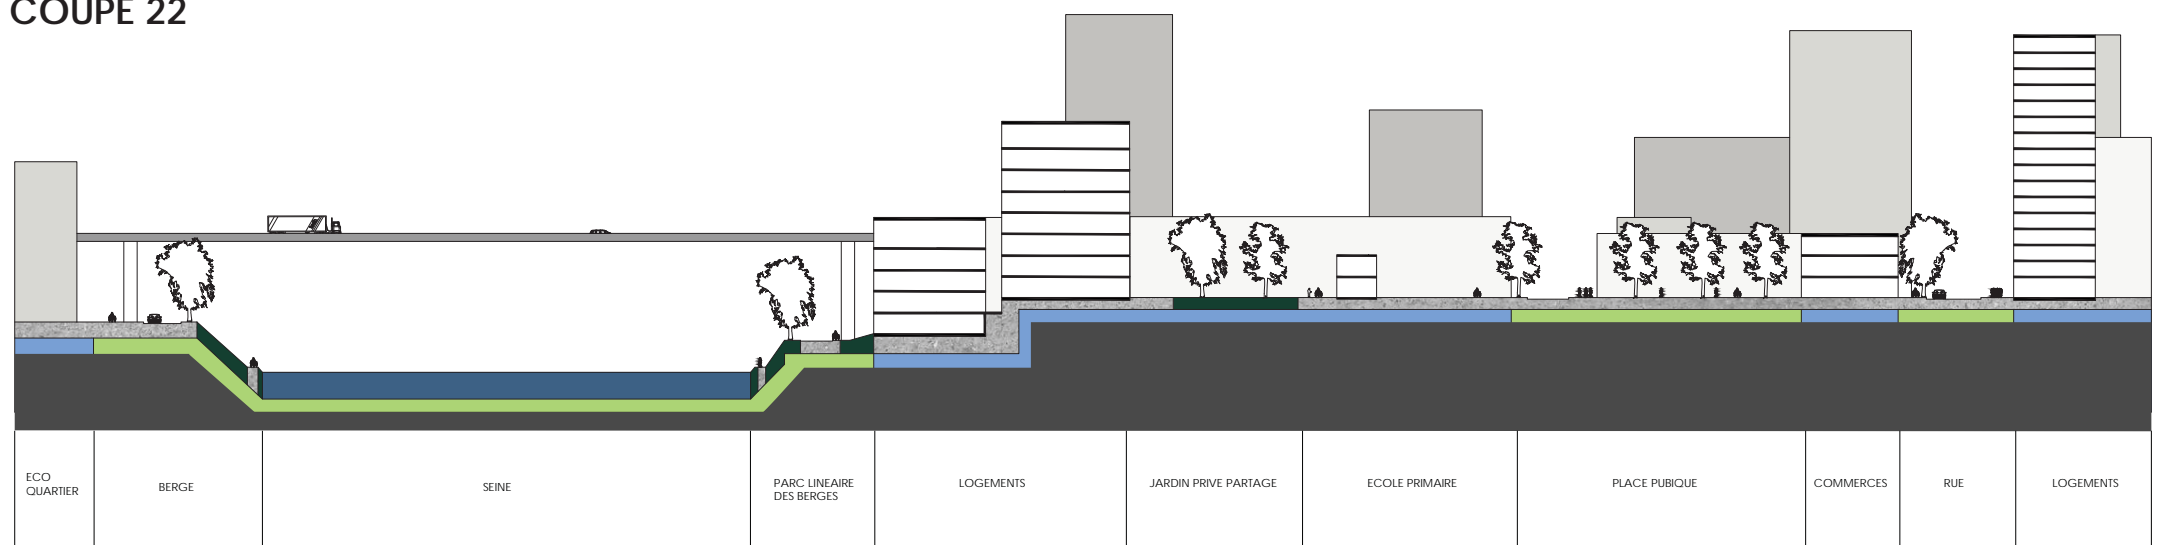 COUPE 22
ECO
QUARTIER
BERGE
SEINE
PARC LINEAIRE
DES BERGES
LOGEMENTS
JARDIN PRIVE PARTAGE
ECOLE PRIMAIRE
PLACE PUBIQUE
COMMERCES
RUE
LOGEMENTS